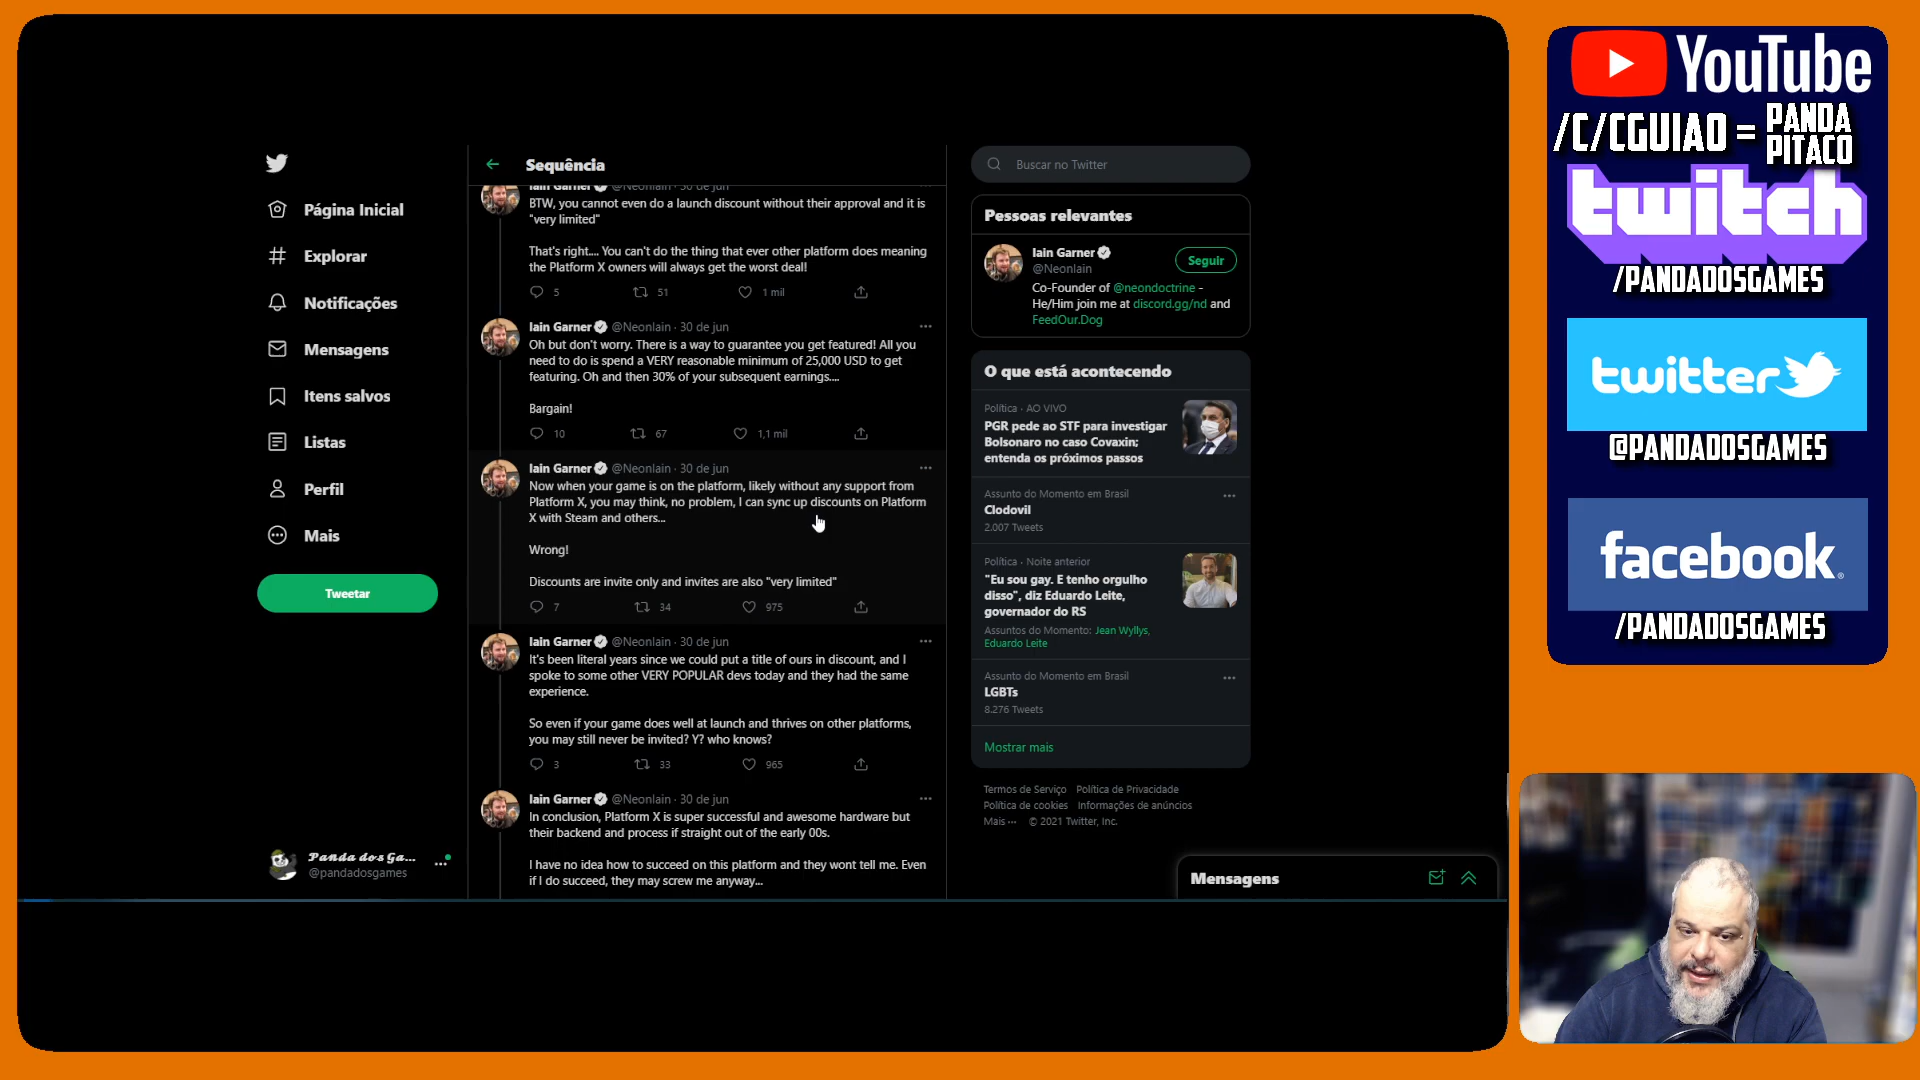 Sequência
Iain Garner @NeonIain · 30 de jun
BTW, you cannot even do a launch discount without their approval and it is
"very limited"
That's right.... You can't do the thing that ever other platform does meaning
the Platform X owners will always get the worst deal!
5 51 1 mil
Iain Garner @NeonIain · 30 de jun
Oh but don't worry. There is a way to guarantee you get featured! All you
need to do is spend a VERY reasonable minimum of 25,000 USD to get
featuring. Oh and then 30% of your subsequent earnings....
Bargain!
10 67 1,1 mil
Iain Garner @NeonIain · 30 de jun
Now when your game is on the platform, likely without any support from
Platform X, you may think, no problem, I can sync up discounts on Platform
X with Steam and others...
Wrong!
Discounts are invite only and invites are also "very limited"
7 34 975
Iain Garner @NeonIain · 30 de jun
It's been literal years since we could put a title of ours in discount, and I
spoke to some other VERY POPULAR devs today and they had the same
experience.
So even if your game does well at launch and thrives on other platforms,
you may still never be invited? Y? who knows?
3 33 965
Iain Garner @NeonIain · 30 de jun
In conclusion, Platform X is super successful and awesome hardware but
their backend and process if straight out of the early 00s.
I have no idea how to succeed on this platform and they wont tell me. Even
if I do succeed, they may screw me anyway...
Página Inicial
Explorar
Notificações
Mensagens
Itens salvos
Listas
Perfil
Mais
Tweetar
Panda dos Ga...
@pandadosgames
Buscar no Twitter
Pessoas relevantes
Iain Garner
@NeonIain
Seguir
Co-Founder of @neondoctrine -
He/Him join me at discord.gg/nd and
FeedOur.Dog
O que está acontecendo
Política · AO VIVO
PGR pede ao STF para investigar
Bolsonaro no caso Covaxin;
entenda os próximos passos
Assunto do Momento em Brasil
Clodovil
2.007 Tweets
Política · Noite anterior
"Eu sou gay. E tenho orgulho
disso", diz Eduardo Leite,
governador do RS
Assuntos do Momento: Jean Wyllys,
Eduardo Leite
Assunto do Momento em Brasil
LGBTs
8.276 Tweets
Mostrar mais
Termos de Serviço Política de Privacidade
Política de cookies Informações de anúncios
Mais ··· © 2021 Twitter, Inc.
Mensagens
YouTube
/C/CGUIAO = PANDA
PITACO
twitch
/PANDADOSGAMES
twitter
@PANDADOSGAMES
facebook
/PANDADOSGAMES